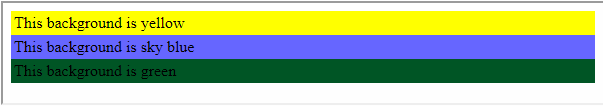 This background is yellow
This background is sky blue
This background is green